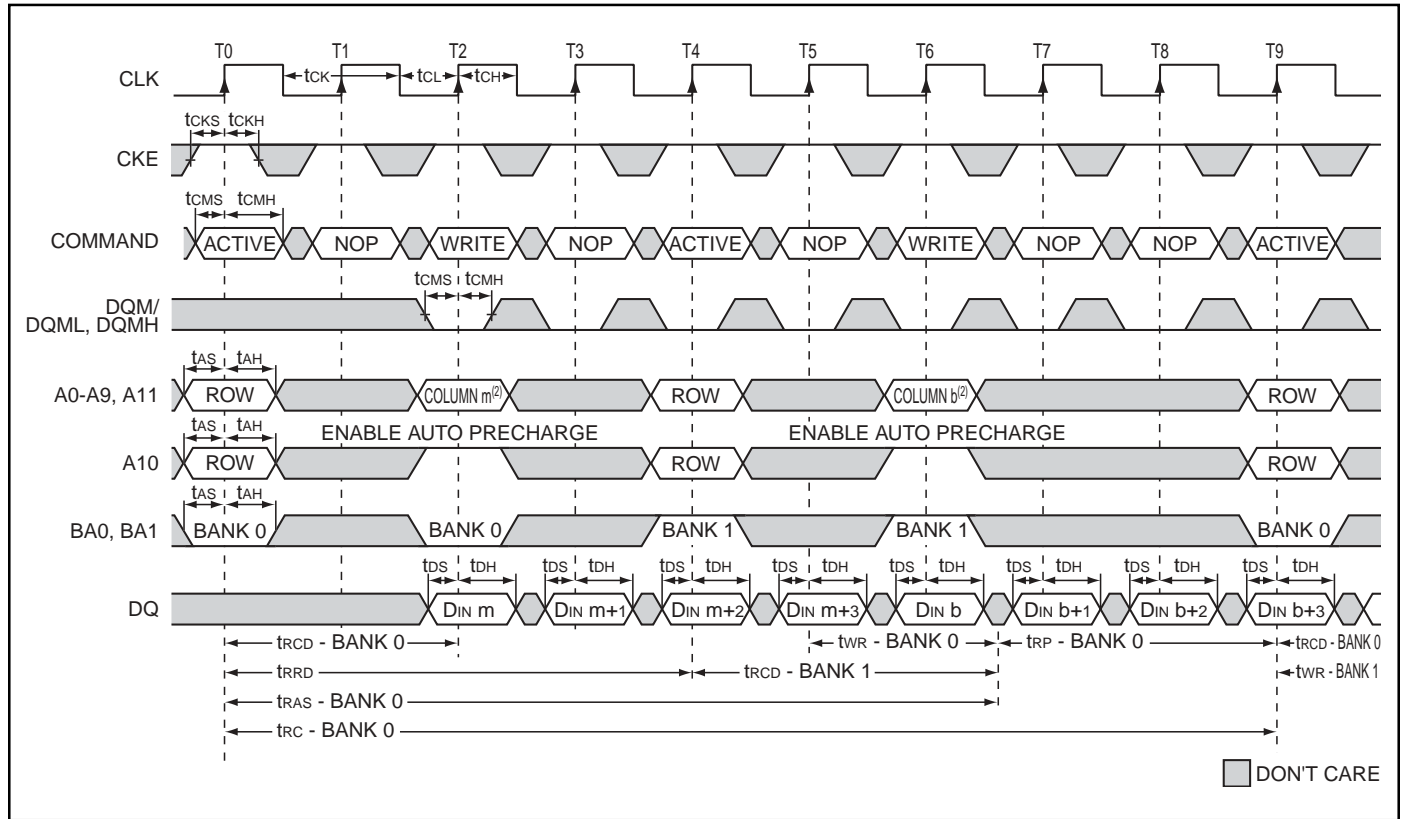 T0 T1 T2 T3 T4 T5 T6 T7 T8 T9
CLK tCK tCL tCH
tCKS tCKH
CKE
tCMS tCMH
COMMAND ACTIVE NOP WRITE NOP ACTIVE NOP WRITE NOP NOP ACTIVE
tCMS tCMH
DQM/
DQML, DQMH
tAS tAH
A0-A9, A11 ROW COLUMN m(2) ROW COLUMN b(2) ROW
tAS tAH ENABLE AUTO PRECHARGE ENABLE AUTO PRECHARGE
A10 ROW ROW ROW
tAS tAH
BA0, BA1 BANK 0 BANK 0 BANK 1 BANK 1 BANK 0
tDS tDH tDS tDH tDS tDH tDS tDH tDS tDH tDS tDH tDS tDH tDS tDH
DQ DIN m DIN m+1 DIN m+2 DIN m+3 DIN b DIN b+1 DIN b+2 DIN b+3
tRCD - BANK 0 tWR - BANK 0 tRP - BANK 0 tRCD - BANK 0
tRRD tRCD - BANK 1 tWR - BANK 1
tRAS - BANK 0
tRC - BANK 0
DON'T CARE